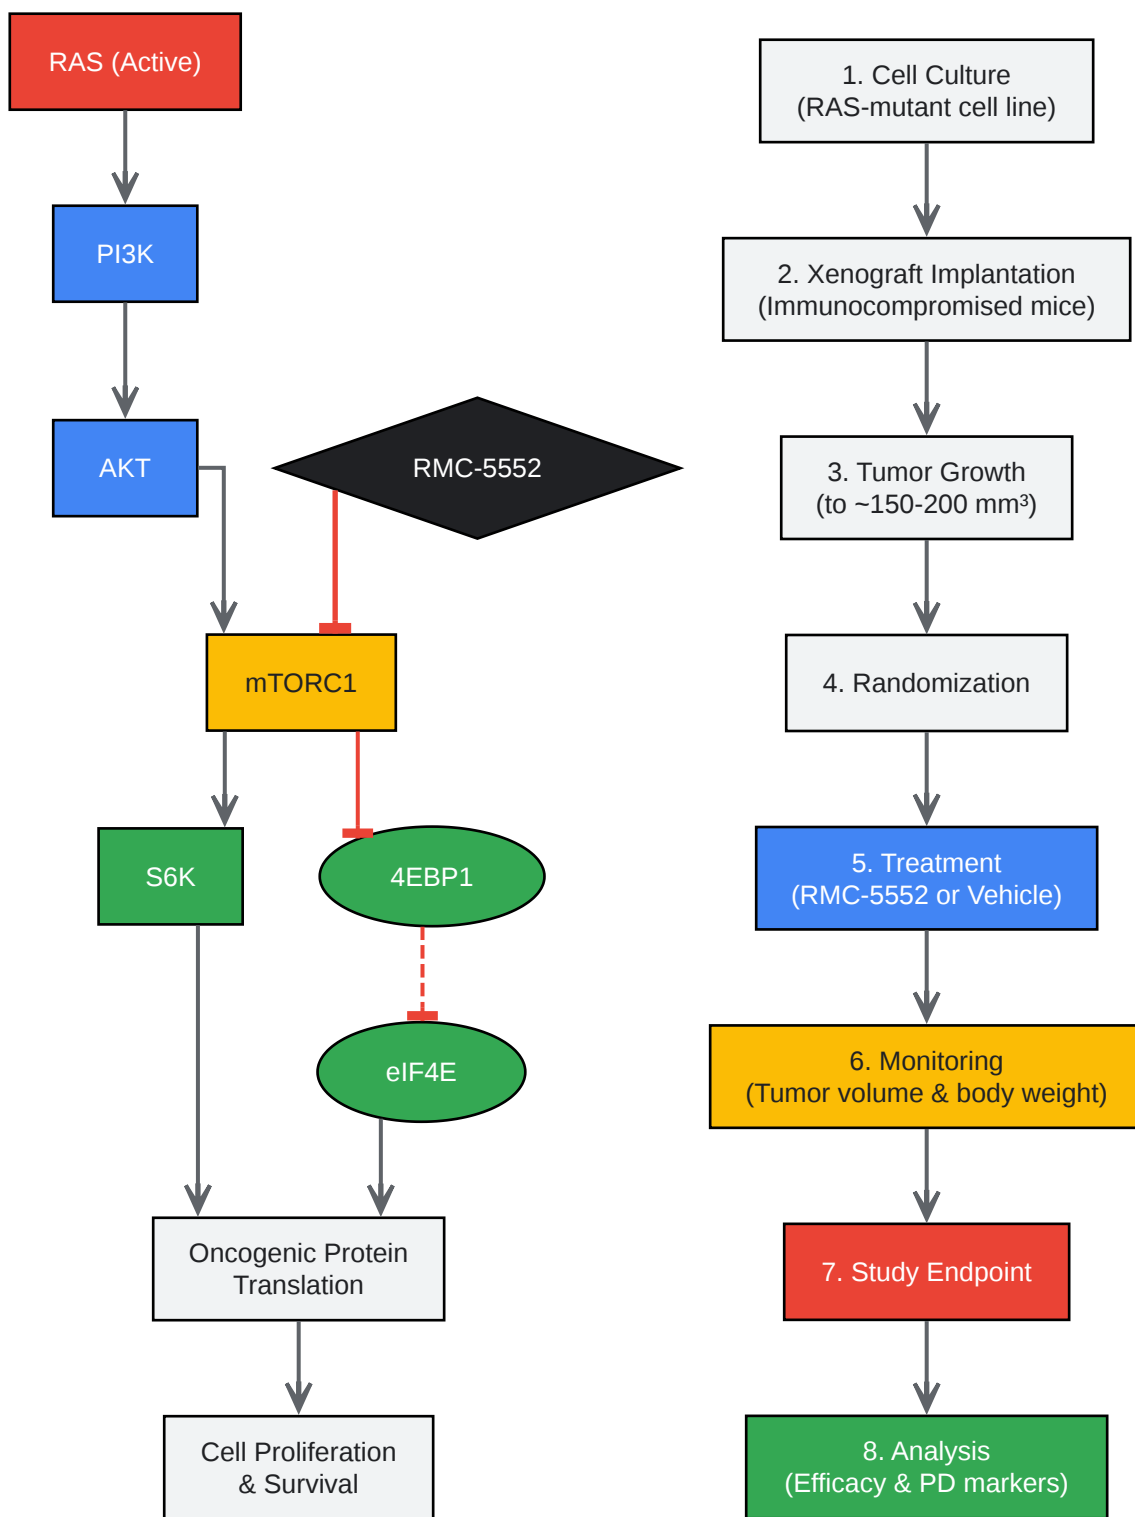 RAS (Active)
PI3K
AKT
RMC-5552
mTORC1
S6K
4EBP1
eIF4E
Oncogenic Protein
Translation
Cell Proliferation
& Survival
1. Cell Culture
(RAS-mutant cell line)
2. Xenograft Implantation
(Immunocompromised mice)
3. Tumor Growth
(to ~150-200 mm³)
4. Randomization
5. Treatment
(RMC-5552 or Vehicle)
6. Monitoring
(Tumor volume & body weight)
7. Study Endpoint
8. Analysis
(Efficacy & PD markers)